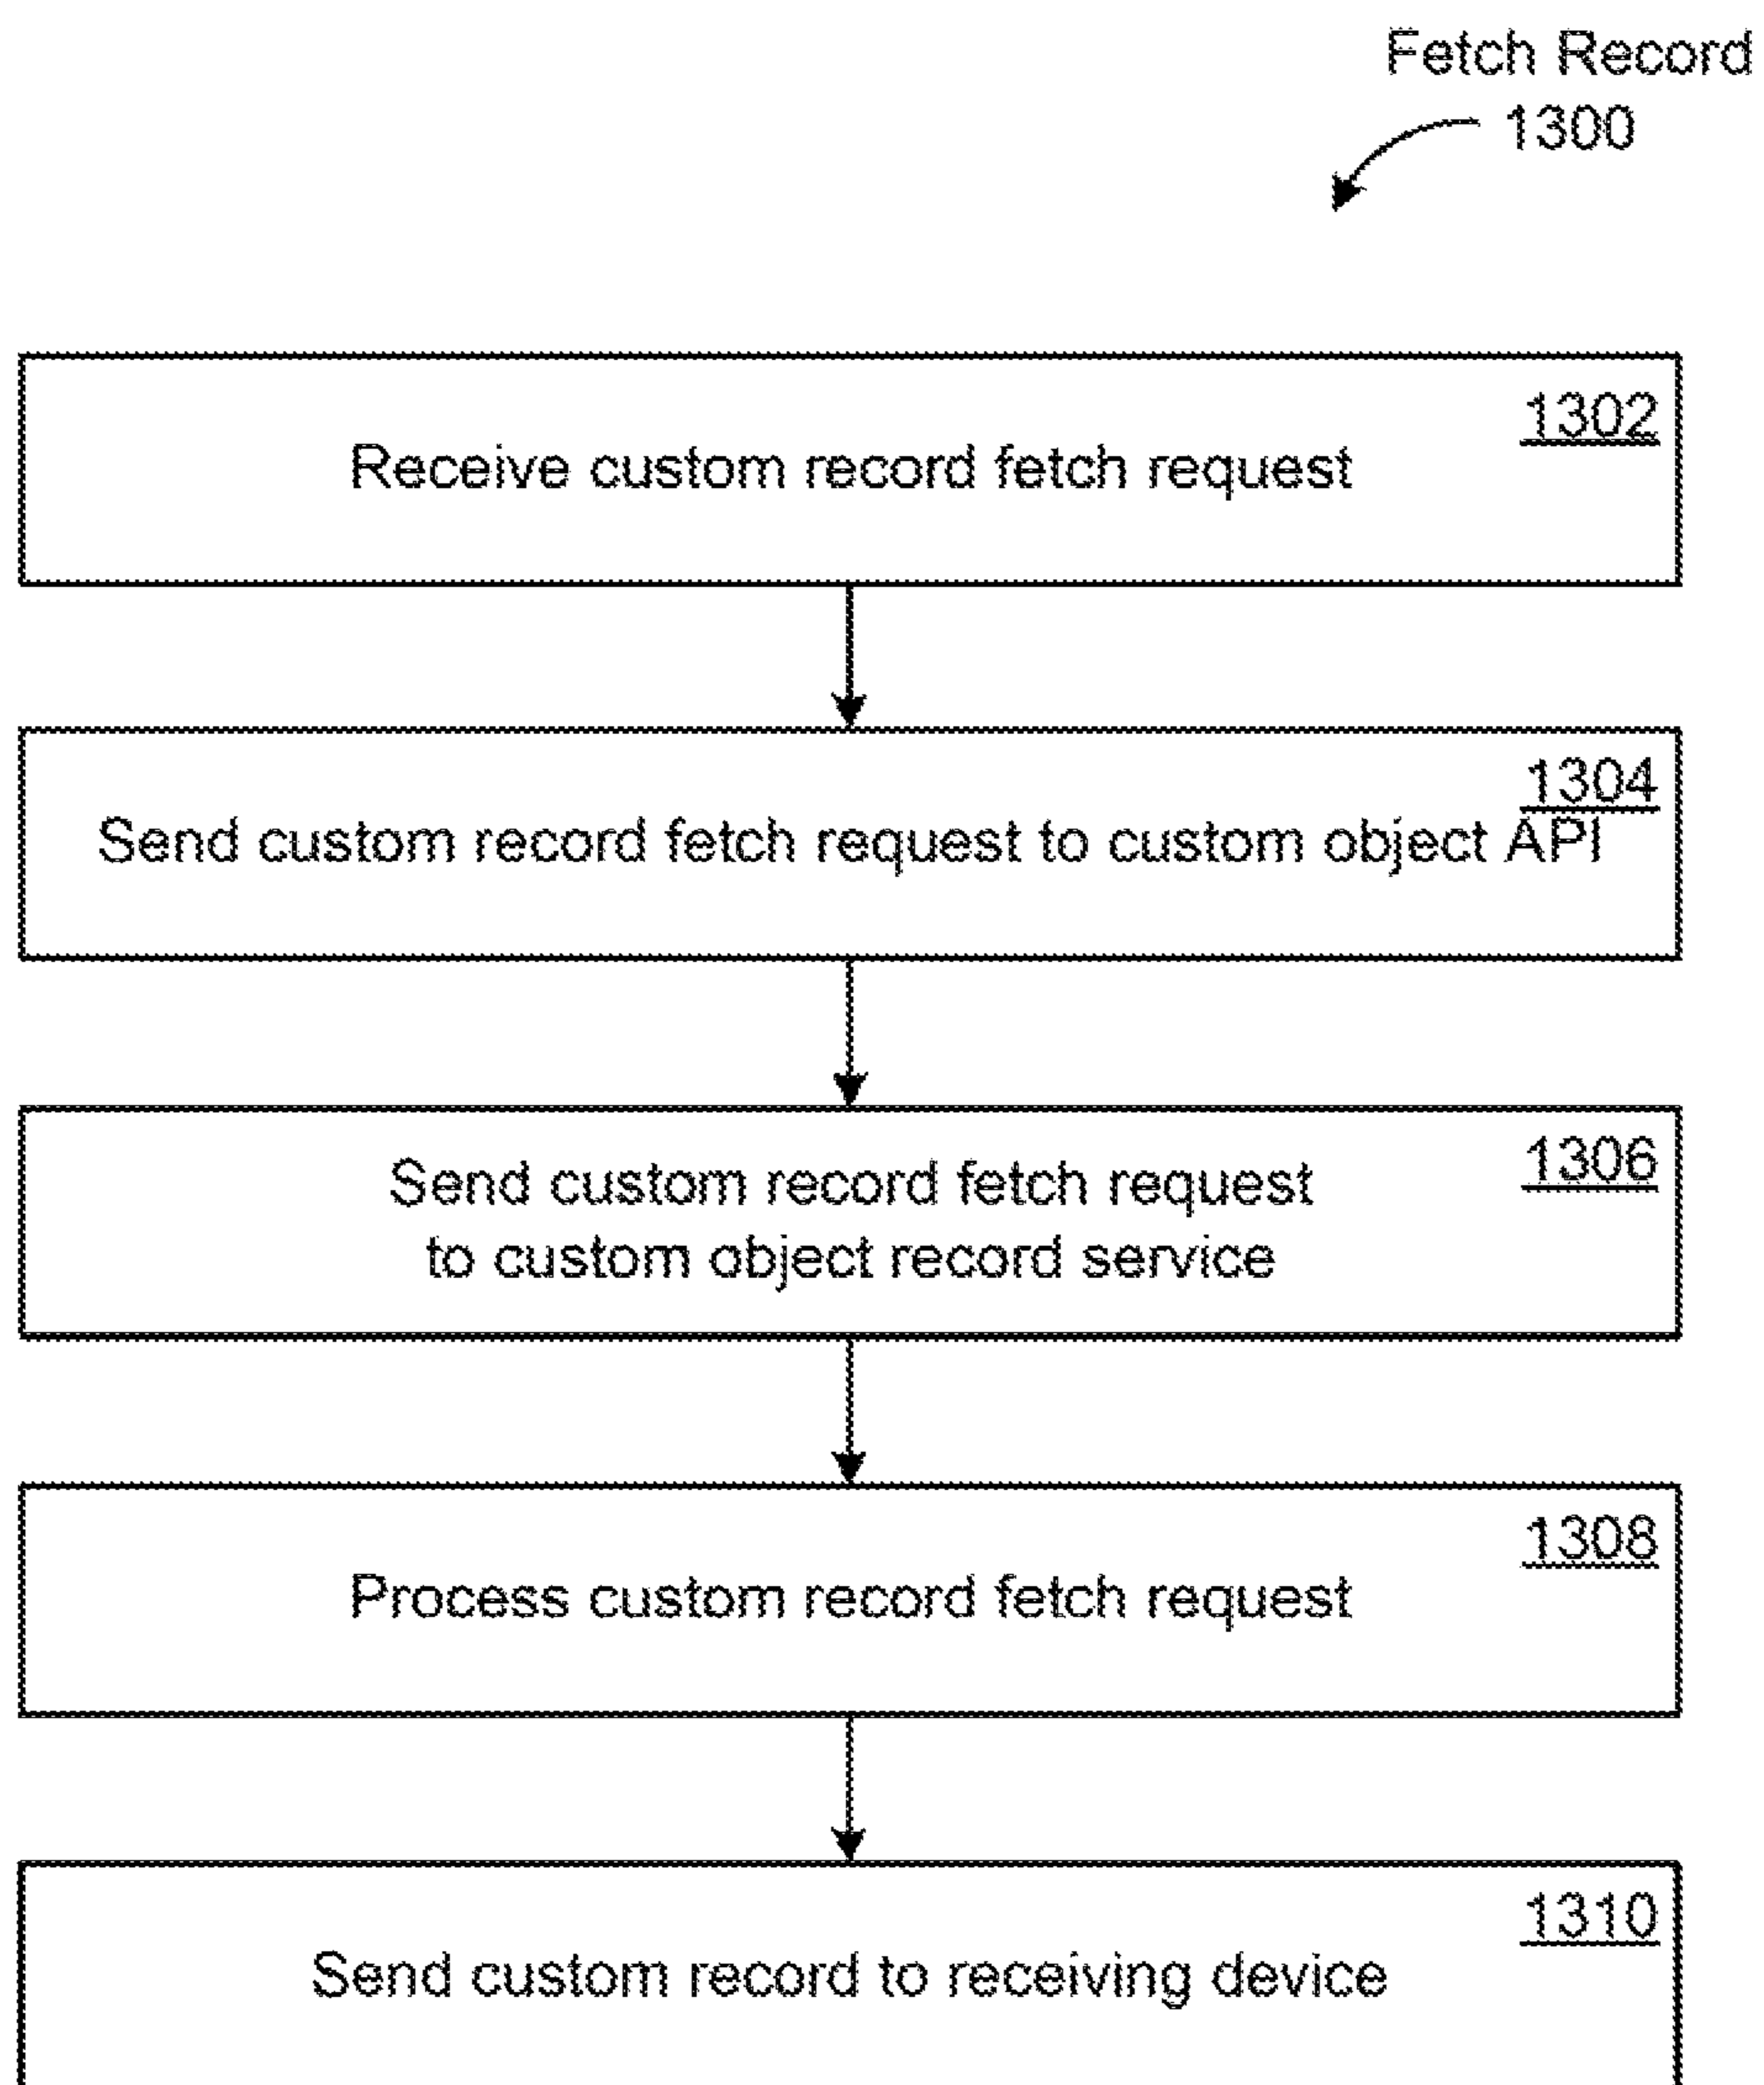 Fetch Record
1300
1302
Receive custom record fetch request
1304
Send custom record fetch request to custom object API
1306
Send custom record fetch request
to custom object record service
1308
Process custom record fetch request
1310
Send custom record to receiving device